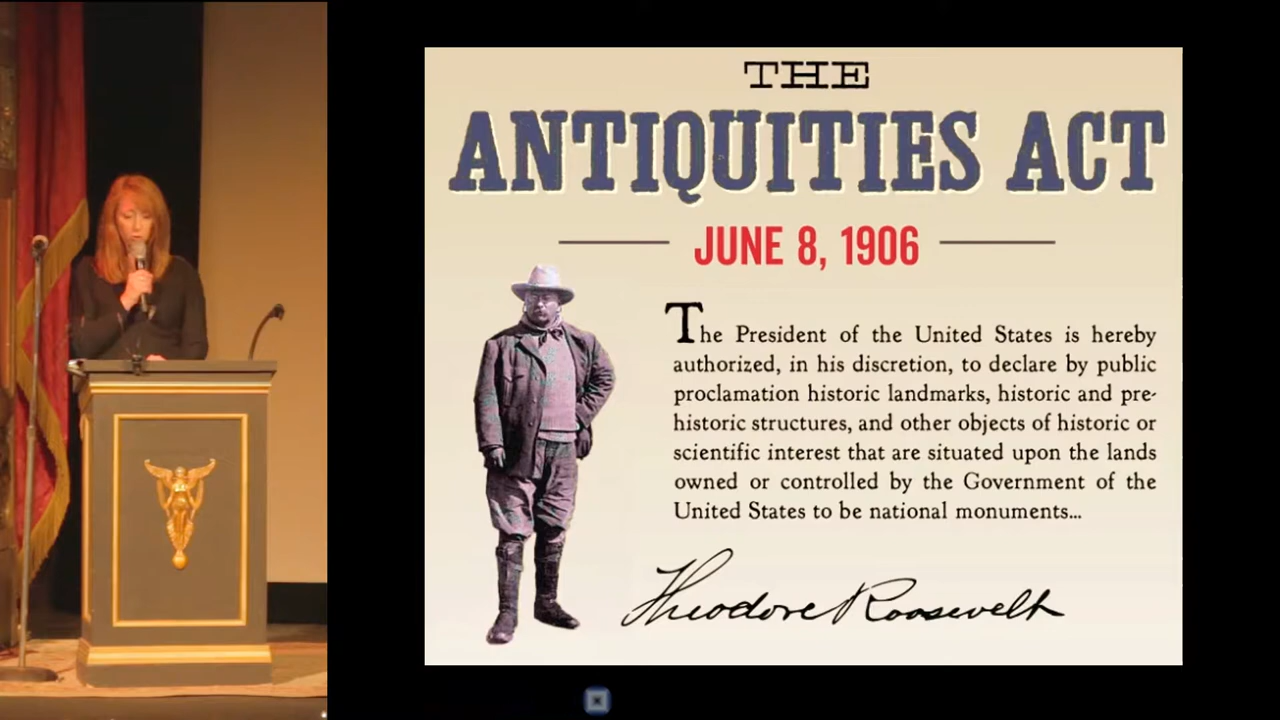 THE
ANTIQUITIES ACT
JUNE 8, 1906
The President of the United States is hereby
authorized, in his discretion, to declare by public
proclamation historic landmarks, historic and pre-
historic structures, and other objects of historic or
scientific interest that are situated upon the lands
owned or controlled by the Government of the
United States to be national monuments...
Theodore Roosevelt